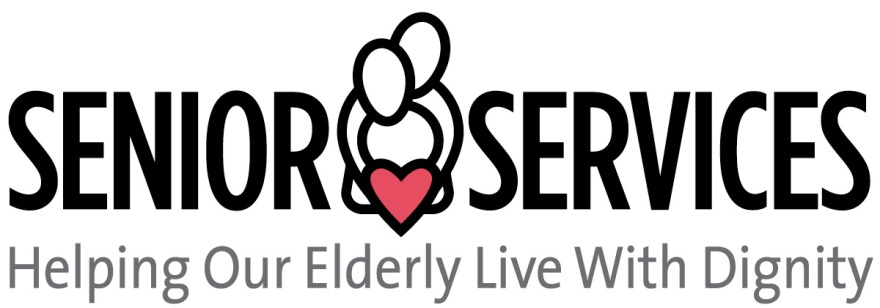 SENIOR SERVICES
Helping Our Elderly Live With Dignity